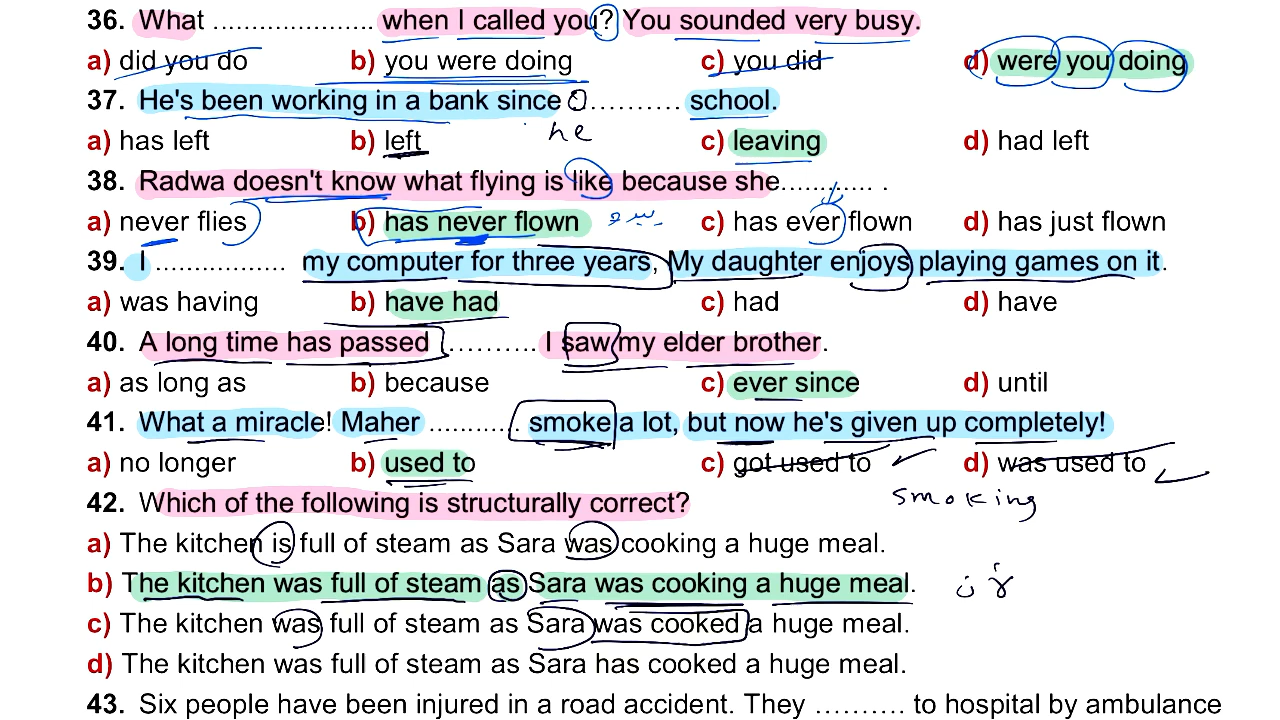 36. What ..................... when I called you? You sounded very busy.
a) did you do b) you were doing c) you did d) were you doing
37. He's been working in a bank since ............ school.
he
a) has left b) left c) leaving d) had left
38. Radwa doesn't know what flying is like because she............ .
a) never flies b) has never flown c) has ever flown d) has just flown
39. I ................. my computer for three years, My daughter enjoys playing games on it.
a) was having b) have had c) had d) have
40. A long time has passed ............ I saw my elder brother.
a) as long as b) because c) ever since d) until
41. What a miracle! Maher ............ smoke a lot, but now he's given up completely!
a) no longer b) used to c) got used to d) was used to
smoking
42. Which of the following is structurally correct?
a) The kitchen is full of steam as Sara was cooking a huge meal.
b) The kitchen was full of steam as Sara was cooking a huge meal.
c) The kitchen was full of steam as Sara was cooked a huge meal.
d) The kitchen was full of steam as Sara has cooked a huge meal.
43. Six people have been injured in a road accident. They .......... to hospital by ambulance